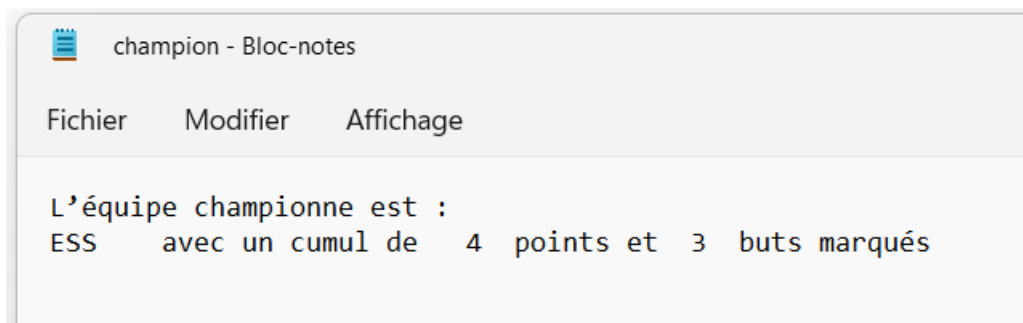 champion - Bloc-notes
Fichier Modifier Affichage
L’équipe championne est :
ESS avec un cumul de 4 points et 3 buts marqués